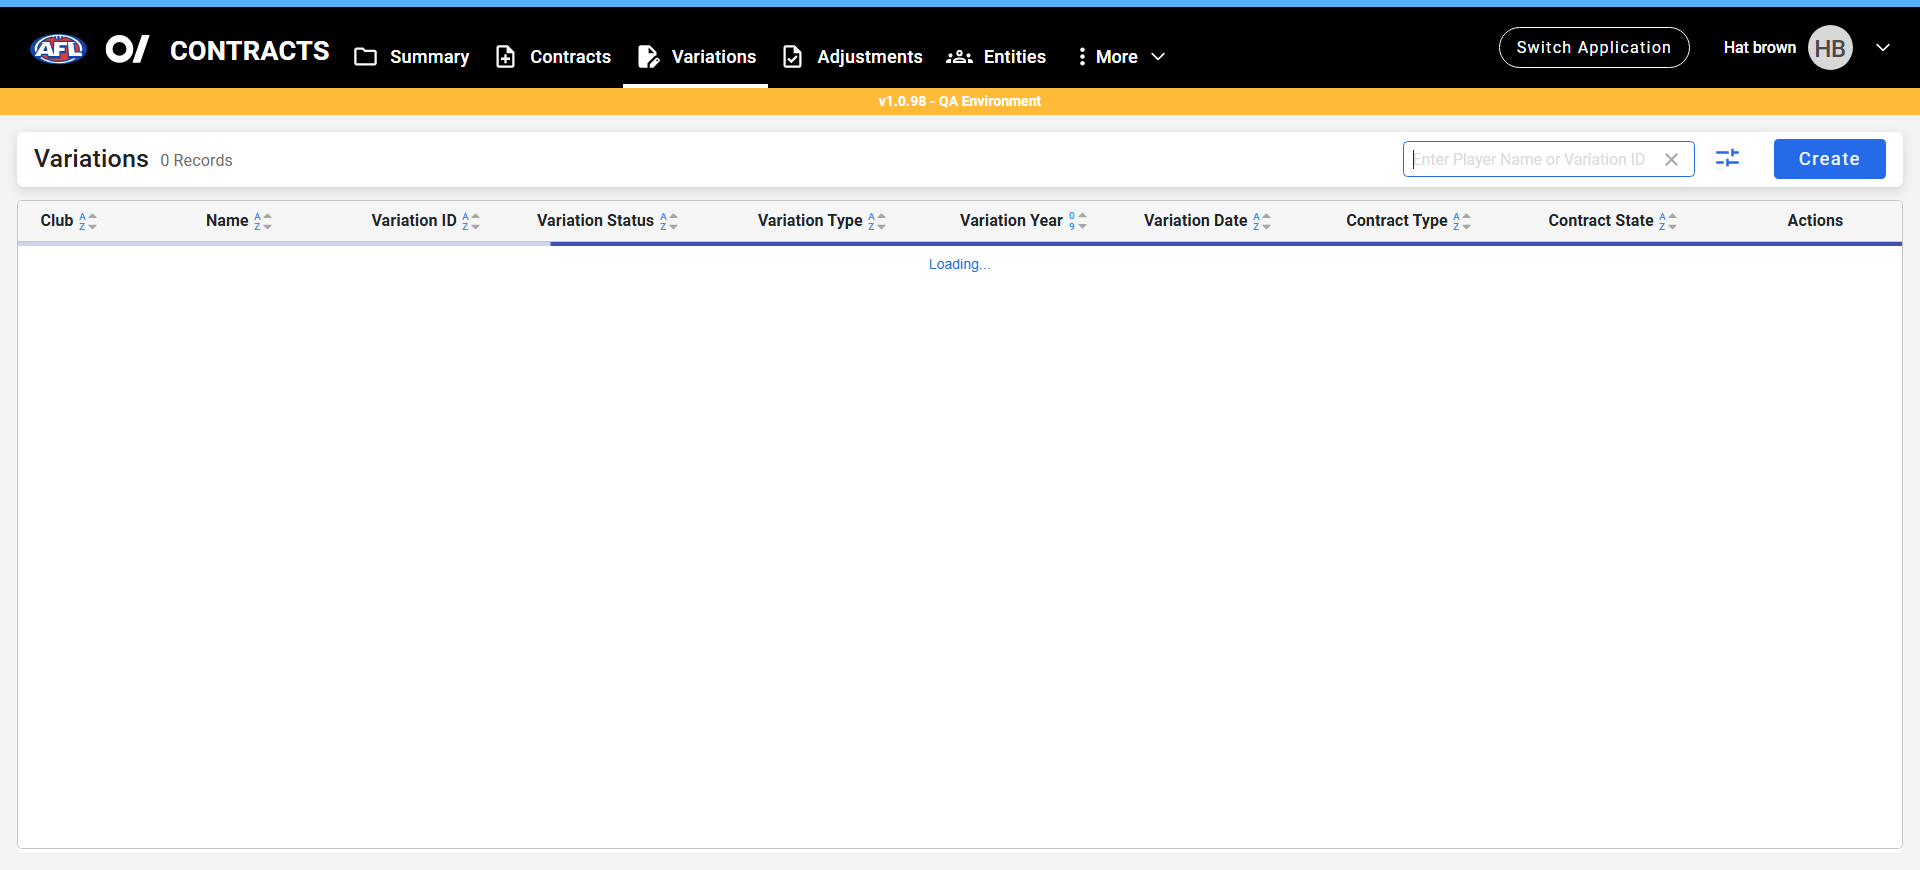 AFL O/ CONTRACTS Summary Contracts Variations Adjustments Entities More Switch Application Hat brown HB
v1.0.98 - QA Environment
Variations 0 Records Enter Player Name or Variation ID Create
Club Name Variation ID Variation Status Variation Type Variation Year Variation Date Contract Type Contract State Actions
Loading...